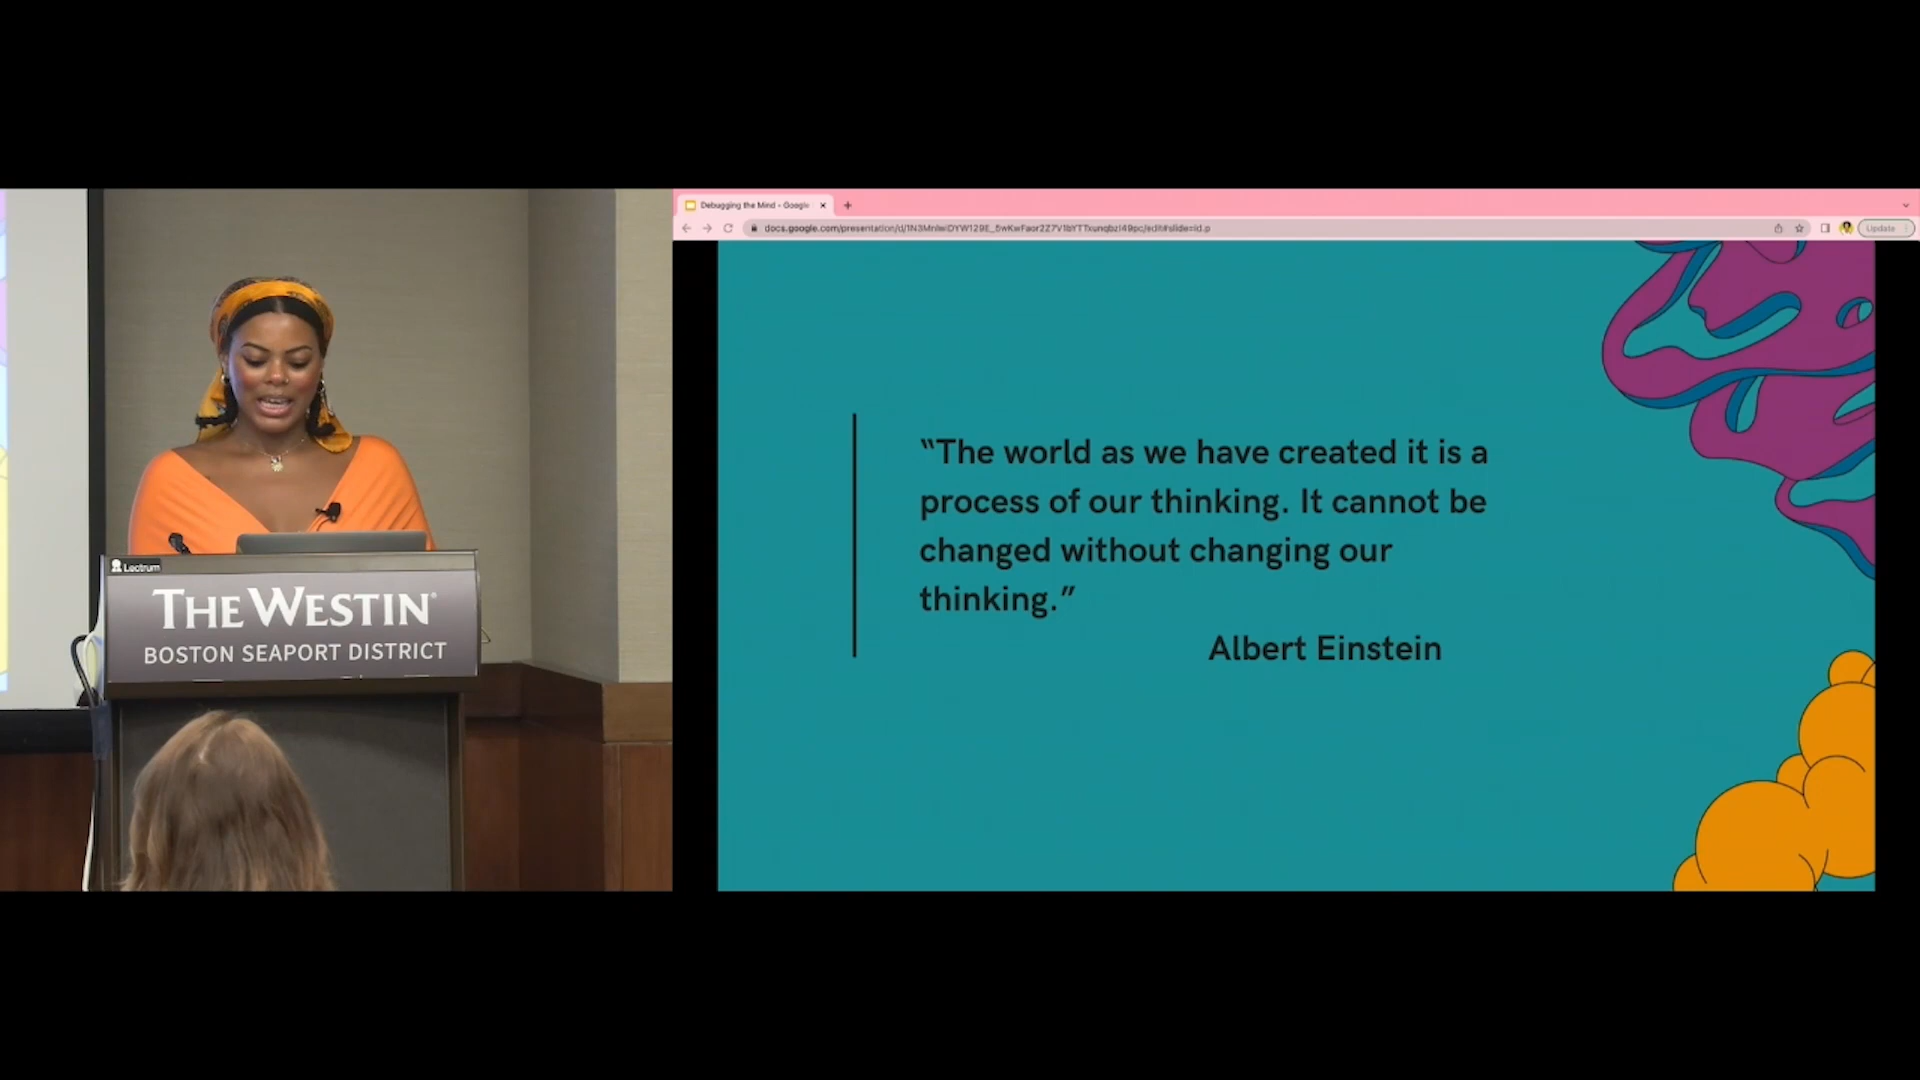 Debugging the Mind - Google
Update
Lectrum
THE WESTIN
BOSTON SEAPORT DISTRICT
“The world as we have created it is a
process of our thinking. It cannot be
changed without changing our
thinking.”
Albert Einstein